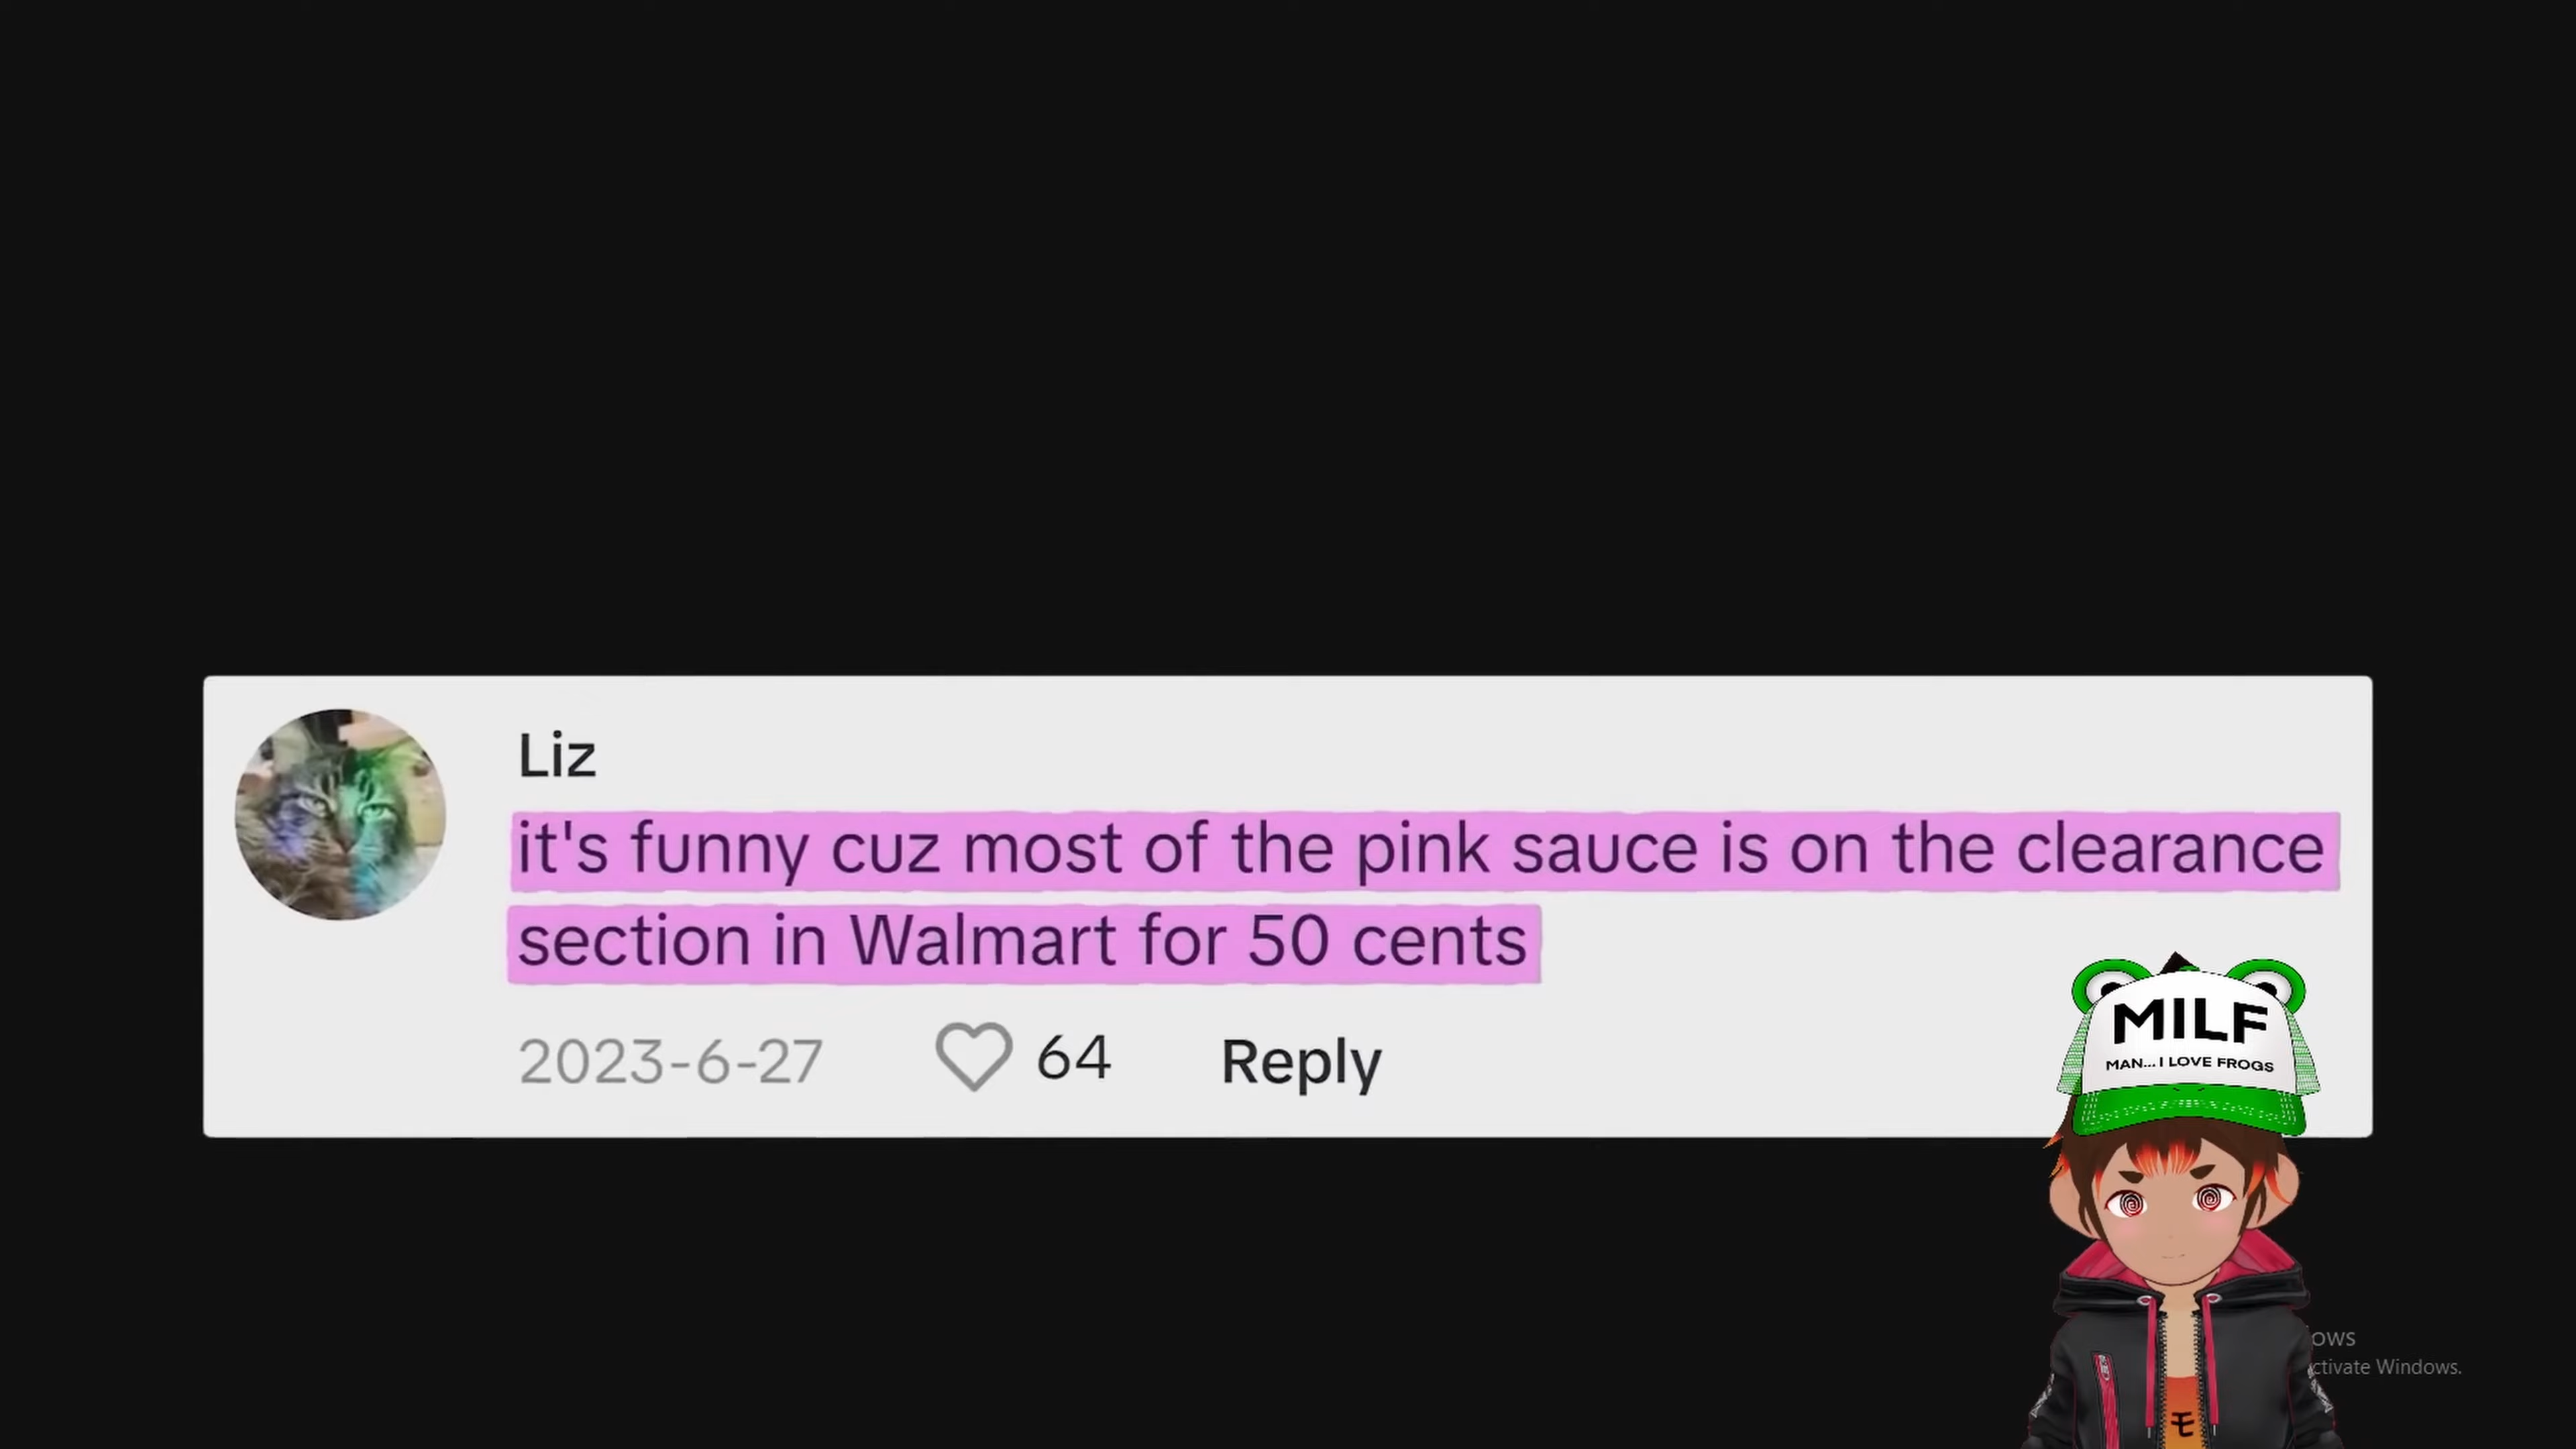 Liz
it's funny cuz most of the pink sauce is on the clearance
section in Walmart for 50 cents
2023-6-27 64 Reply
MILF
MAN... I LOVE FROGS
ctivate Windows.
モ